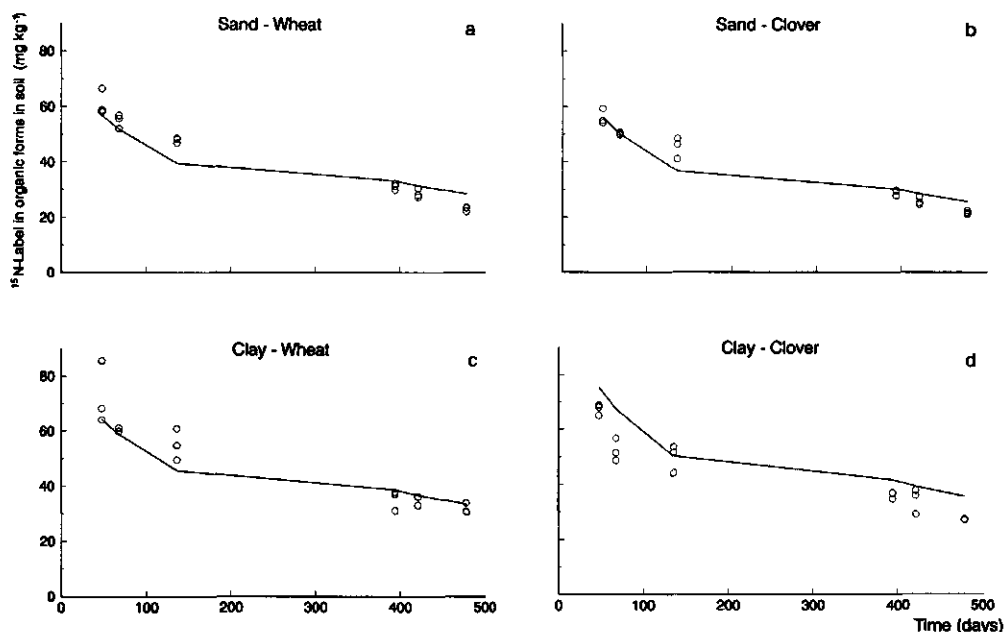 Sand - Wheat
a
Sand - Clover
b
80
60
40
20
0
¹⁵N-Label in organic forms in soil (mg kg⁻¹)
Clay - Wheat
c
Clay - Clover
d
80
60
40
20
0
0 100 200 300 400 500
0 100 200 300 400 500
Time (days)